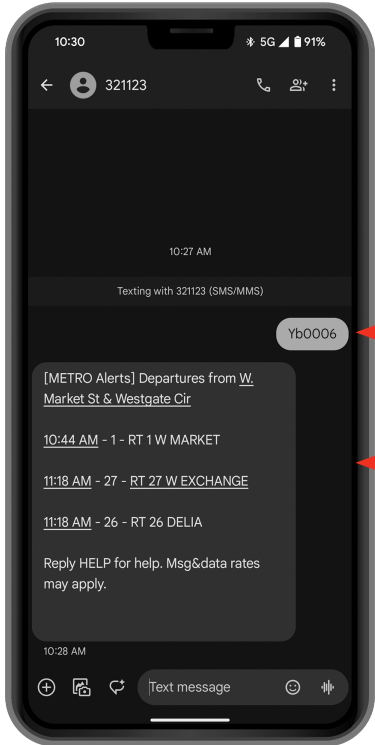 10:30
5G
91%
321123
10:27 AM
Texting with 321123 (SMS/MMS)
Yb0006
[METRO Alerts] Departures from W.
Market St & Westgate Cir
10:44 AM - 1 - RT 1 W MARKET
11:18 AM - 27 - RT 27 W EXCHANGE
11:18 AM - 26 - RT 26 DELIA
Reply HELP for help. Msg&data rates
may apply.
10:28 AM
Text message